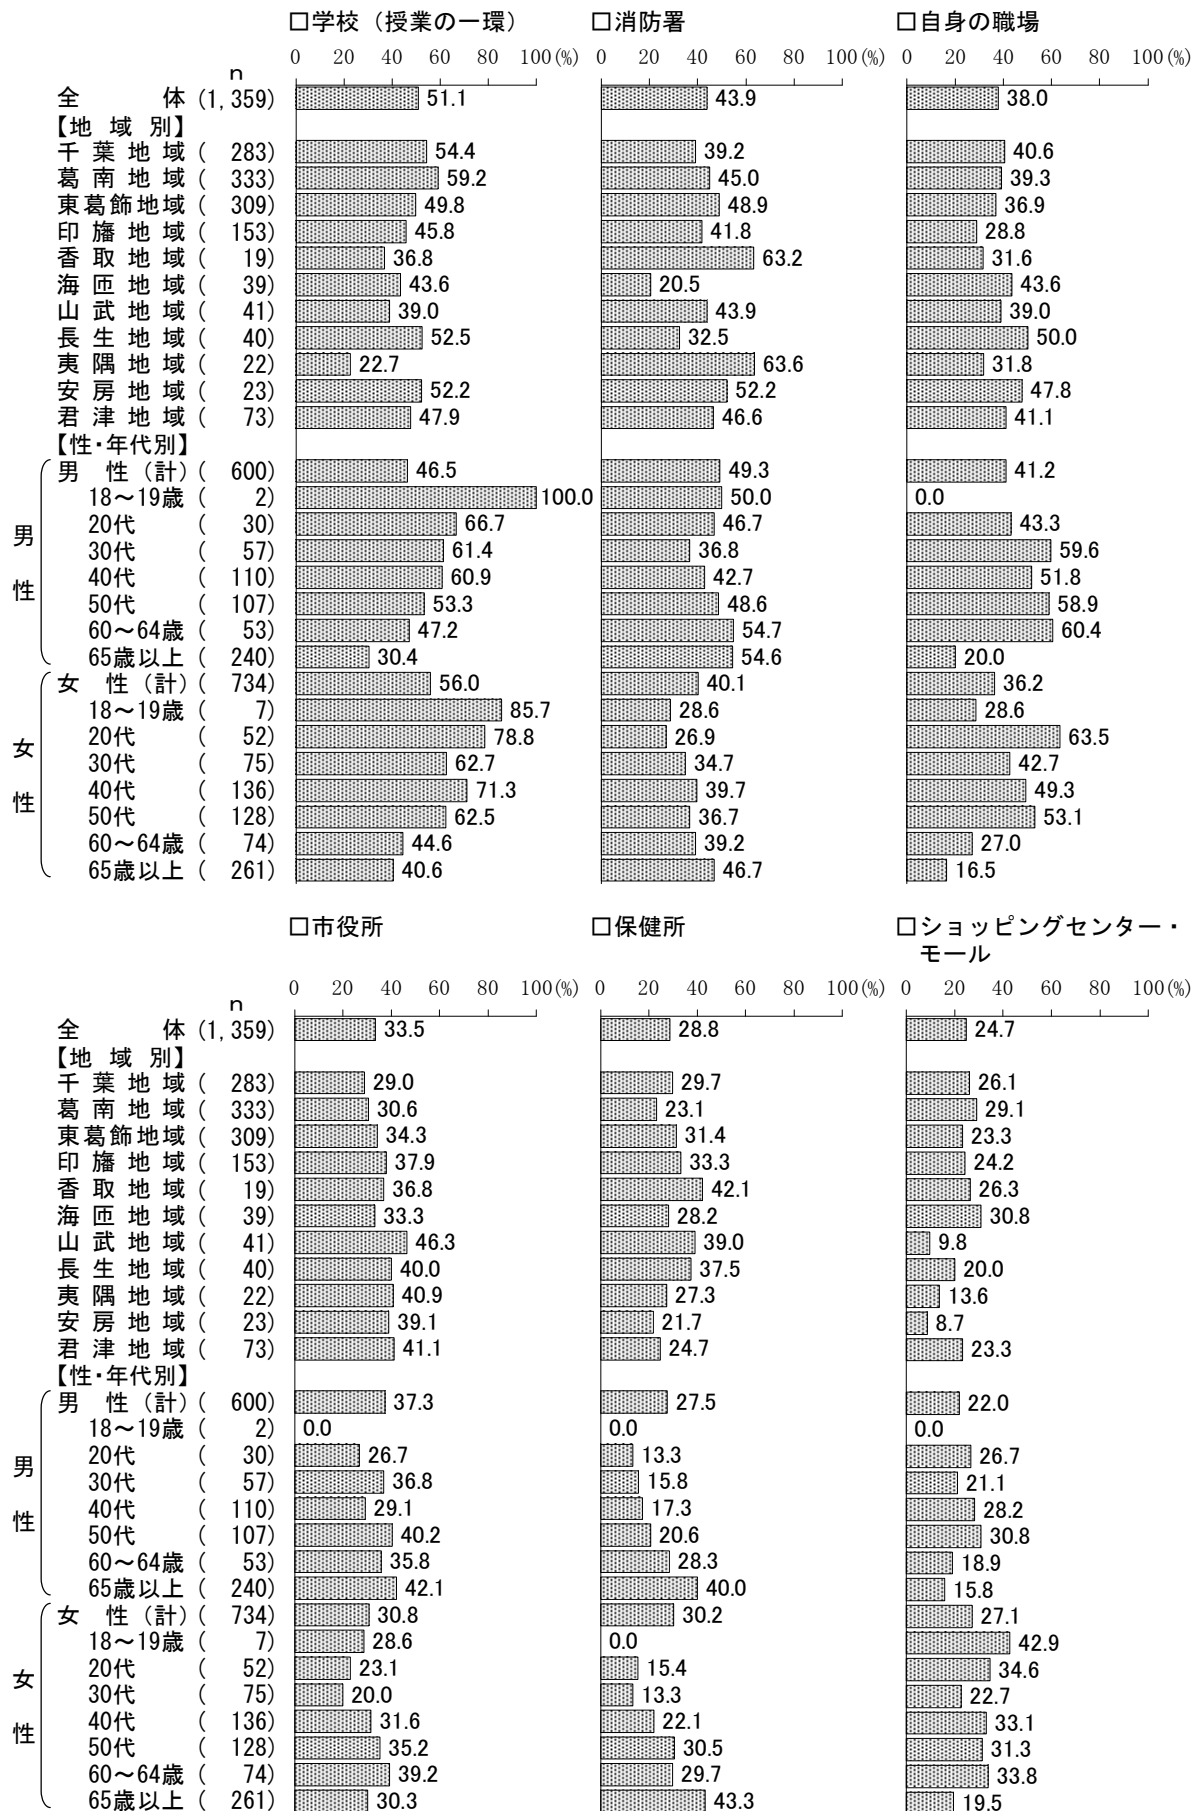 □学校（授業の一環） □消防署 □自身の職場
0 20 40 60 80 100(%) 0 20 40 60 80 100(%) 0 20 40 60 80 100(%)
n
全体 (1,359) 51.1 43.9 38.0
【地域別】
千葉地域 ( 283) 54.4 39.2 40.6
葛南地域 ( 333) 59.2 45.0 39.3
東葛飾地域 ( 309) 49.8 48.9 36.9
印旛地域 ( 153) 45.8 41.8 28.8
香取地域 ( 19) 36.8 63.2 31.6
海匝地域 ( 39) 43.6 20.5 43.6
山武地域 ( 41) 39.0 43.9 39.0
長生地域 ( 40) 52.5 32.5 50.0
夷隅地域 ( 22) 22.7 63.6 31.8
安房地域 ( 23) 52.2 52.2 47.8
君津地域 ( 73) 47.9 46.6 41.1
【性・年代別】
男性（計） ( 600) 46.5 49.3 41.2
18～19歳 ( 2) 100.0 50.0 0.0
20代 ( 30) 66.7 46.7 43.3
男性
30代 ( 57) 61.4 36.8 59.6
40代 ( 110) 60.9 42.7 51.8
50代 ( 107) 53.3 48.6 58.9
60～64歳 ( 53) 47.2 54.7 60.4
65歳以上 ( 240) 30.4 54.6 20.0
女性（計） ( 734) 56.0 40.1 36.2
18～19歳 ( 7) 85.7 28.6 28.6
20代 ( 52) 78.8 26.9 63.5
女性
30代 ( 75) 62.7 34.7 42.7
40代 ( 136) 71.3 39.7 49.3
50代 ( 128) 62.5 36.7 53.1
60～64歳 ( 74) 44.6 39.2 27.0
65歳以上 ( 261) 40.6 46.7 16.5
□市役所 □保健所 □ショッピングセンター・
モール
0 20 40 60 80 100(%) 0 20 40 60 80 100(%) 0 20 40 60 80 100(%)
n
全体 (1,359) 33.5 28.8 24.7
【地域別】
千葉地域 ( 283) 29.0 29.7 26.1
葛南地域 ( 333) 30.6 23.1 29.1
東葛飾地域 ( 309) 34.3 31.4 23.3
印旛地域 ( 153) 37.9 33.3 24.2
香取地域 ( 19) 36.8 42.1 26.3
海匝地域 ( 39) 33.3 28.2 30.8
山武地域 ( 41) 46.3 39.0 9.8
長生地域 ( 40) 40.0 37.5 20.0
夷隅地域 ( 22) 40.9 27.3 13.6
安房地域 ( 23) 39.1 21.7 8.7
君津地域 ( 73) 41.1 24.7 23.3
【性・年代別】
男性（計） ( 600) 37.3 27.5 22.0
18～19歳 ( 2) 0.0 0.0 0.0
20代 ( 30) 26.7 13.3 26.7
男性
30代 ( 57) 36.8 15.8 21.1
40代 ( 110) 29.1 17.3 28.2
50代 ( 107) 40.2 20.6 30.8
60～64歳 ( 53) 35.8 28.3 18.9
65歳以上 ( 240) 42.1 40.0 15.8
女性（計） ( 734) 30.8 30.2 27.1
18～19歳 ( 7) 28.6 0.0 42.9
20代 ( 52) 23.1 15.4 34.6
女性
30代 ( 75) 20.0 13.3 22.7
40代 ( 136) 31.6 22.1 33.1
50代 ( 128) 35.2 30.5 31.3
60～64歳 ( 74) 39.2 29.7 33.8
65歳以上 ( 261) 30.3 43.3 19.5